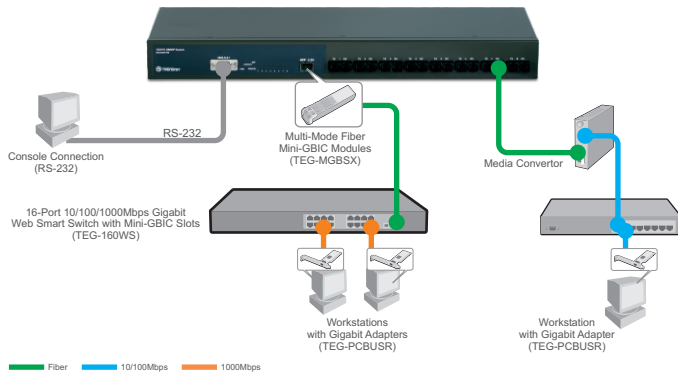 RS-232
Console Connection
(RS-232)
Multi-Mode Fiber
Mini-GBIC Modules
(TEG-MGBSX)
Media Convertor
16-Port 10/100/1000Mbps Gigabit
Web Smart Switch with Mini-GBIC Slots
(TEG-160WS)
Workstations
with Gigabit Adapters
(TEG-PCBUSR)
Workstation
with Gigabit Adapter
(TEG-PCBUSR)
Fiber
10/100Mbps
1000Mbps